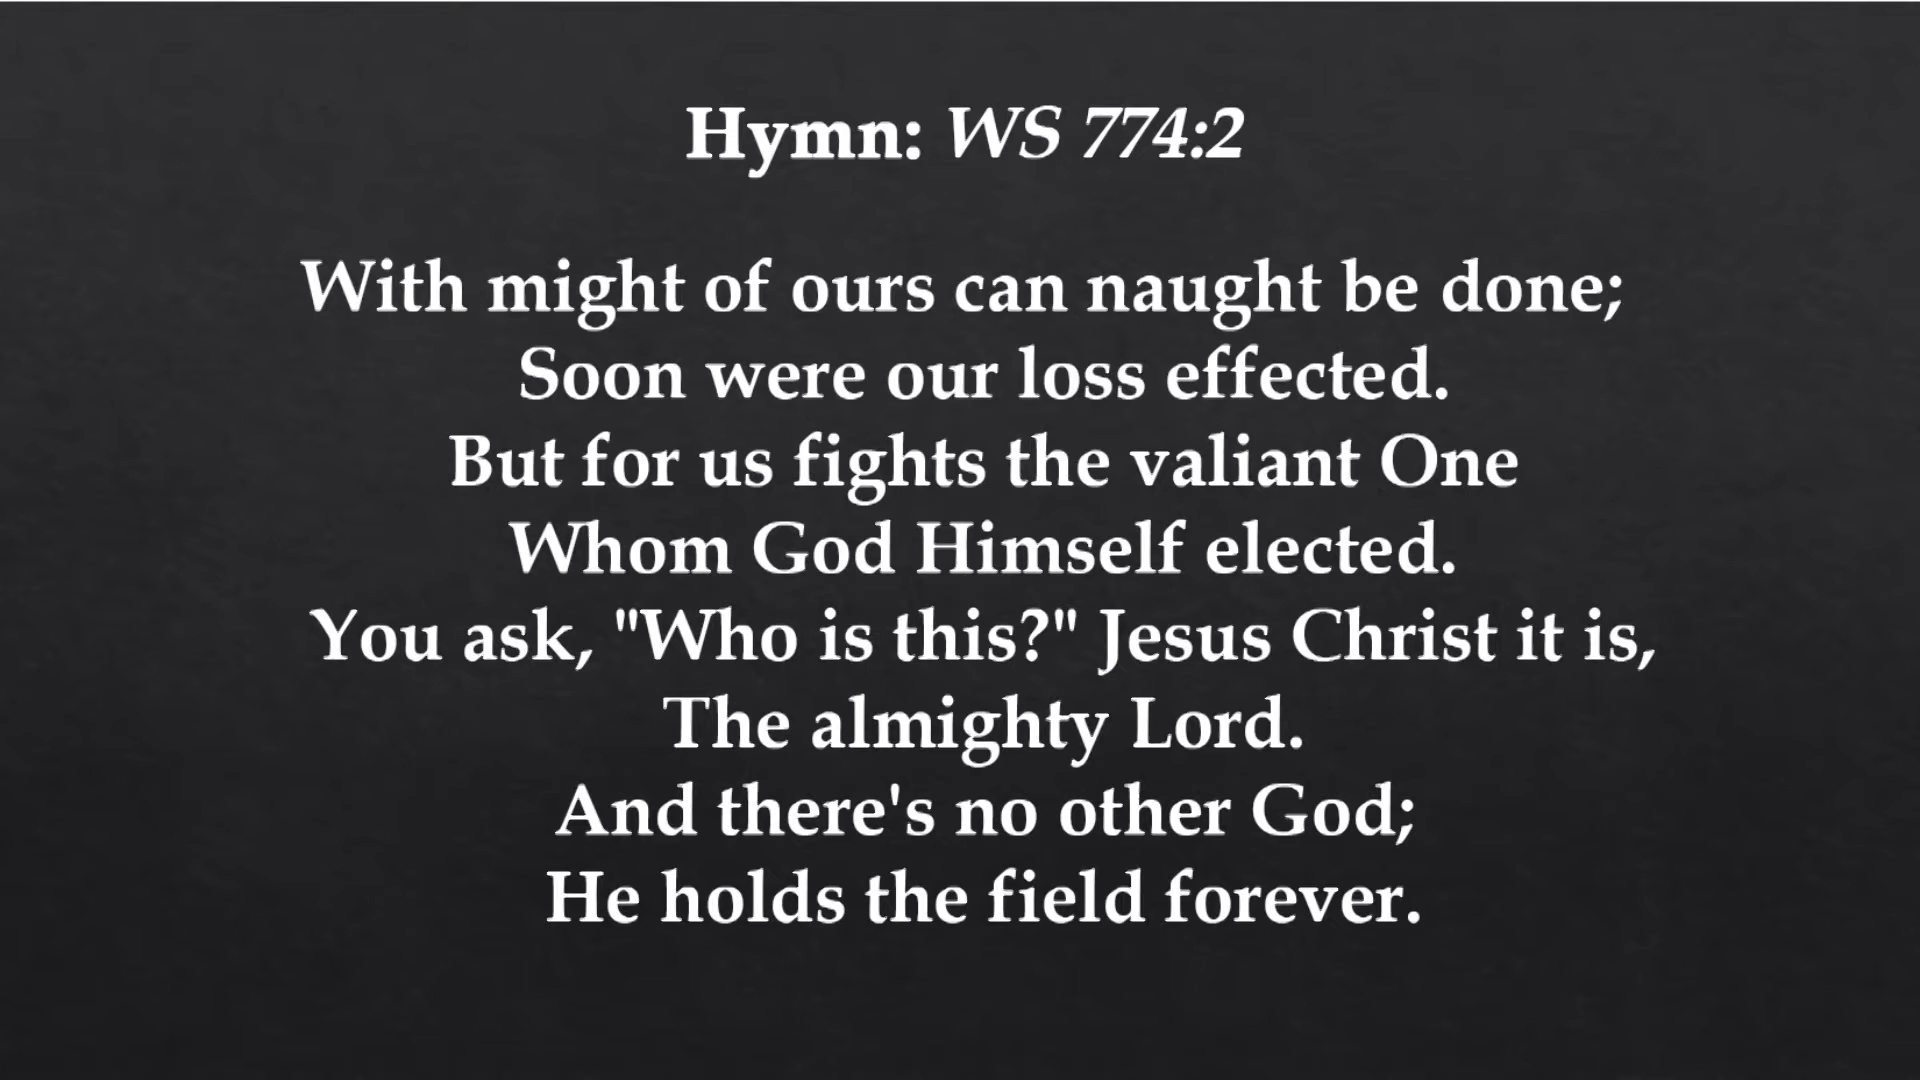 Hymn: WS 774:2
With might of ours can naught be done;
Soon were our loss effected.
But for us fights the valiant One
Whom God Himself elected.
You ask, "Who is this?" Jesus Christ it is,
The almighty Lord.
And there's no other God;
He holds the field forever.